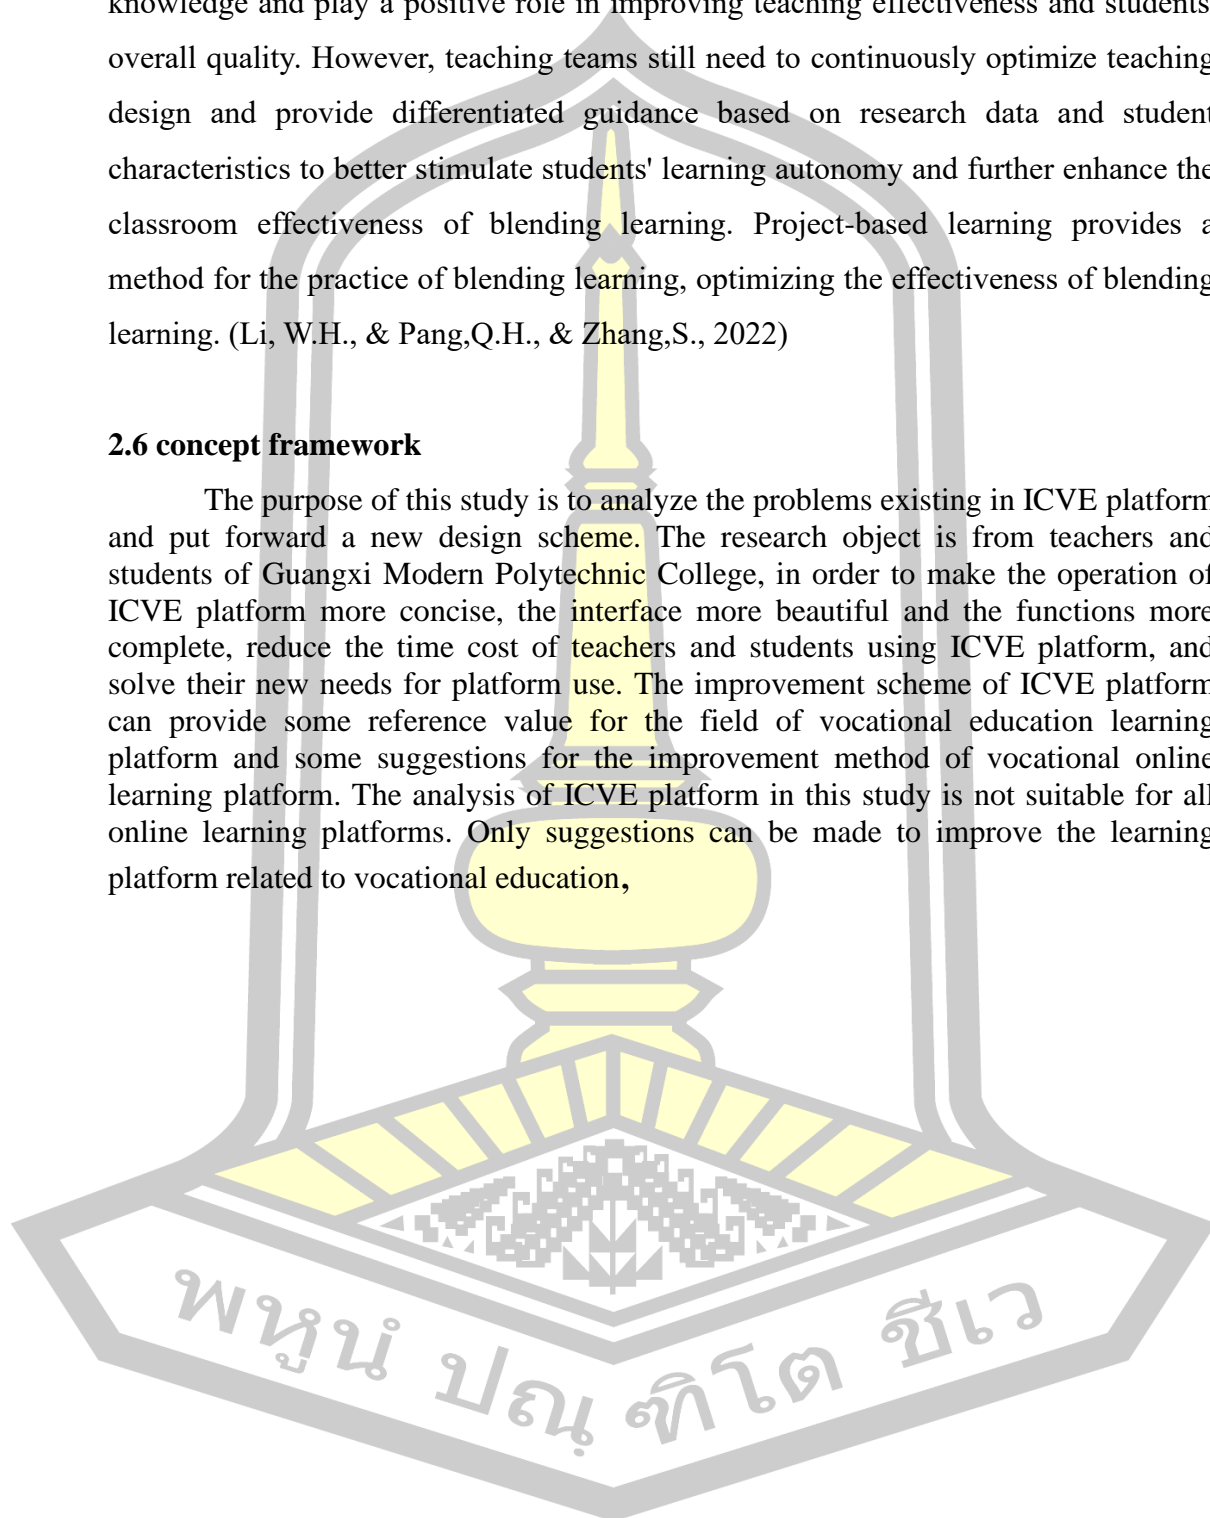 knowledge and play a positive role in improving teaching effectiveness and students
overall quality. However, teaching teams still need to continuously optimize teaching
design and provide differentiated guidance based on research data and student
characteristics to better stimulate students' learning autonomy and further enhance the
classroom effectiveness of blending learning. Project-based learning provides a
method for the practice of blending learning, optimizing the effectiveness of blending
learning. (Li, W.H., & Pang,Q.H., & Zhang,S., 2022)
2.6 concept framework
The purpose of this study is to analyze the problems existing in ICVE platform
and put forward a new design scheme. The research object is from teachers and
students of Guangxi Modern Polytechnic College, in order to make the operation of
ICVE platform more concise, the interface more beautiful and the functions more
complete, reduce the time cost of teachers and students using ICVE platform, and
solve their new needs for platform use. The improvement scheme of ICVE platform
can provide some reference value for the field of vocational education learning
platform and some suggestions for the improvement method of vocational online
learning platform. The analysis of ICVE platform in this study is not suitable for all
online learning platforms. Only suggestions can be made to improve the learning
platform related to vocational education,
พหูนํ ปณฺฑิโต ชีเว